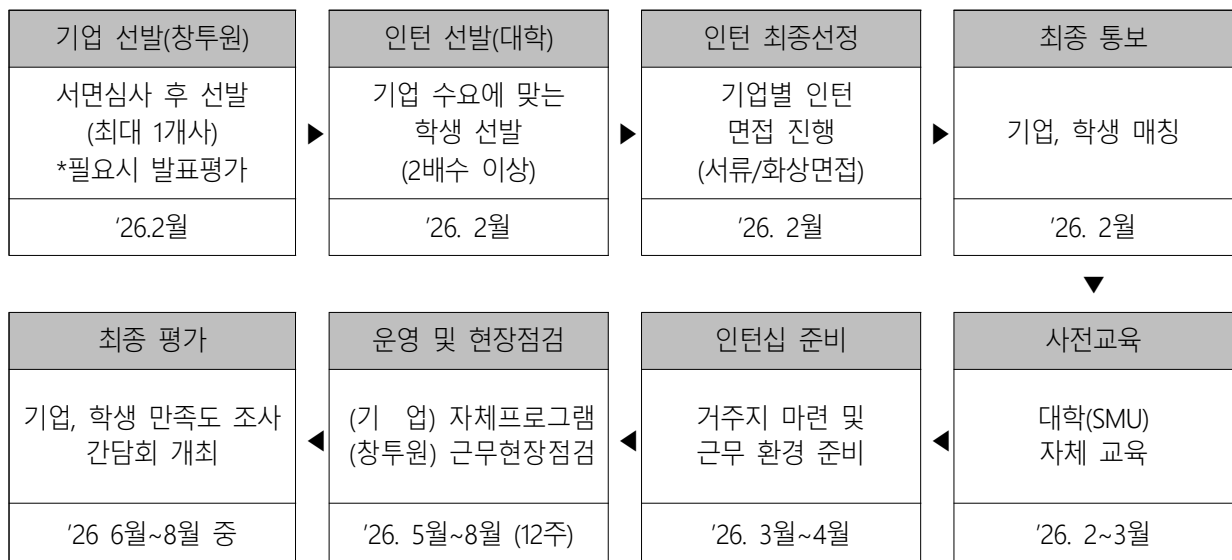 기업 선발(창투원)
서면심사 후 선발
(최대 1개사)
*필요시 발표평가
'26.2월
▶
인턴 선발(대학)
기업 수요에 맞는
학생 선발
(2배수 이상)
'26. 2월
▶
인턴 최종선정
기업별 인턴
면접 진행
(서류/화상면접)
'26. 2월
▶
최종 통보
기업, 학생 매칭
'26. 2월
▼
사전교육
대학(SMU)
자체 교육
'26. 2~3월
◀
인턴십 준비
거주지 마련 및
근무 환경 준비
'26. 3월~4월
◀
운영 및 현장점검
(기 업) 자체프로그램
(창투원) 근무현장점검
'26. 5월~8월 (12주)
◀
최종 평가
기업, 학생 만족도 조사
간담회 개최
'26 6월~8월 중